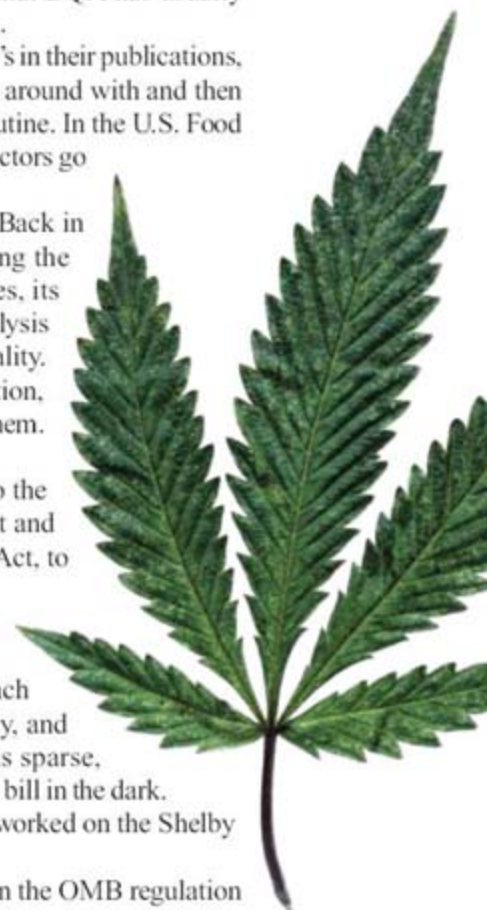 .
's in their publications,
around with and then
utine. In the U.S. Food
ctors go
Back in
ng the
es, its
lysis
ality.
tion,
em.
o the
t and
Act, to
ch
y, and
s sparse,
bill in the dark.
worked on the Shelby
n the OMB regulation